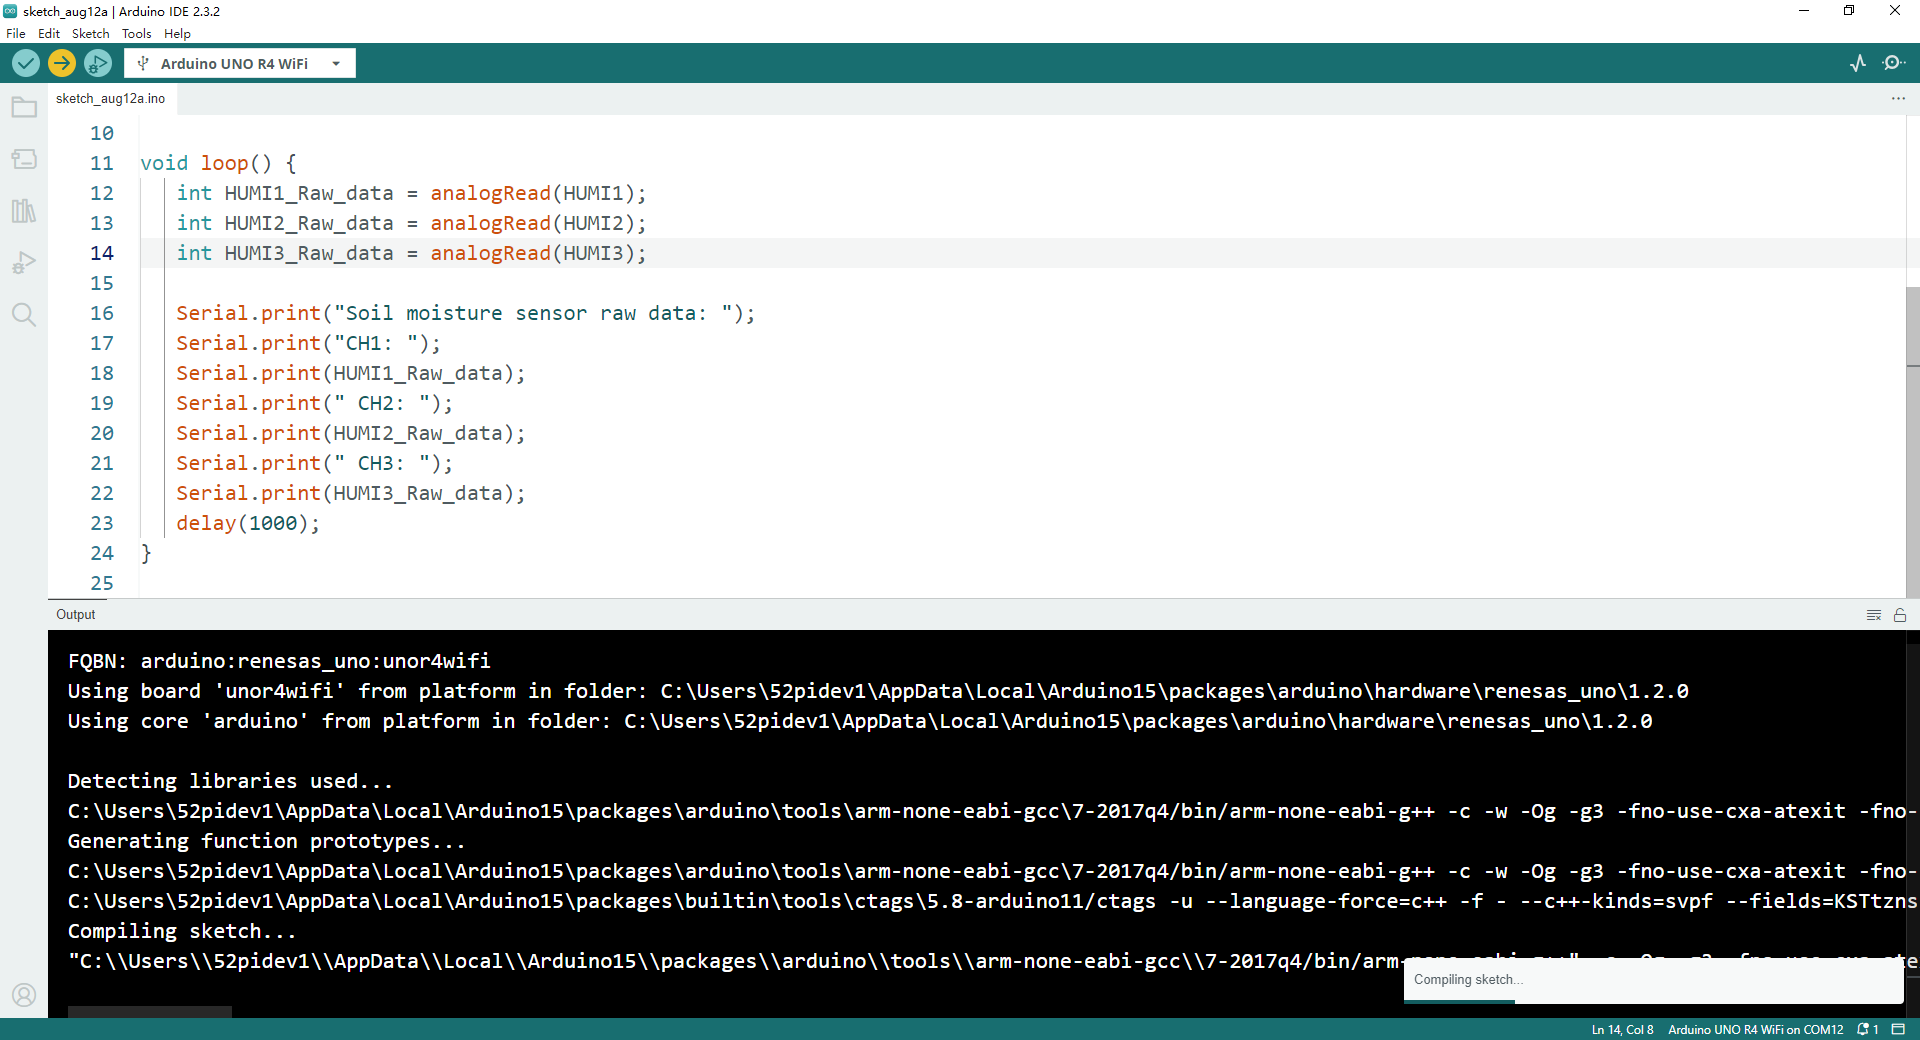 sketch_aug12a | Arduino IDE 2.3.2
File Edit Sketch Tools Help
Arduino UNO R4 WiFi
sketch_aug12a.ino
10
11 void loop() {
12 int HUMI1_Raw_data = analogRead(HUMI1);
13 int HUMI2_Raw_data = analogRead(HUMI2);
14 int HUMI3_Raw_data = analogRead(HUMI3);
15
16 Serial.print("Soil moisture sensor raw data: ");
17 Serial.print("CH1: ");
18 Serial.print(HUMI1_Raw_data);
19 Serial.print(" CH2: ");
20 Serial.print(HUMI2_Raw_data);
21 Serial.print(" CH3: ");
22 Serial.print(HUMI3_Raw_data);
23 delay(1000);
24 }
25
Output
FQBN: arduino:renesas_uno:unor4wifi
Using board 'unor4wifi' from platform in folder: C:\Users\52pidev1\AppData\Local\Arduino15\packages\arduino\hardware\renesas_uno\1.2.0
Using core 'arduino' from platform in folder: C:\Users\52pidev1\AppData\Local\Arduino15\packages\arduino\hardware\renesas_uno\1.2.0
Detecting libraries used...
C:\Users\52pidev1\AppData\Local\Arduino15\packages\arduino\tools\arm-none-eabi-gcc\7-2017q4/bin/arm-none-eabi-g++ -c -w -Og -g3 -fno-use-cxa-atexit -fno-
Generating function prototypes...
C:\Users\52pidev1\AppData\Local\Arduino15\packages\arduino\tools\arm-none-eabi-gcc\7-2017q4/bin/arm-none-eabi-g++ -c -w -Og -g3 -fno-use-cxa-atexit -fno-
C:\Users\52pidev1\AppData\Local\Arduino15\packages\builtin\tools\ctags\5.8-arduino11/ctags -u --language-force=c++ -f - --c++-kinds=svpf --fields=KSTtzns
Compiling sketch...
"C:\\Users\\52pidev1\\AppData\\Local\\Arduino15\\packages\\arduino\\tools\\arm-none-eabi-gcc\\7-2017q4/bin/arm-
Compiling sketch...
Ln 14, Col 8 Arduino UNO R4 WiFi on COM12 1